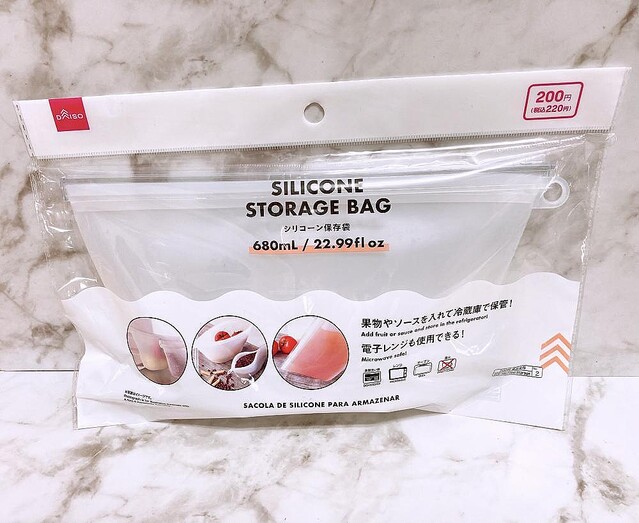 DAISO
200円
(税込220円)
SILICONE
STORAGE BAG
シリコーン保存袋
680mL / 22.99fl oz
果物やソースを入れて冷蔵庫で保管!
Add fruit or sauce and store in the refrigerator!
電子レンジも使用できる!
Microwave safe!
SACOLA DE SILICONE PARA ARMAZENAR